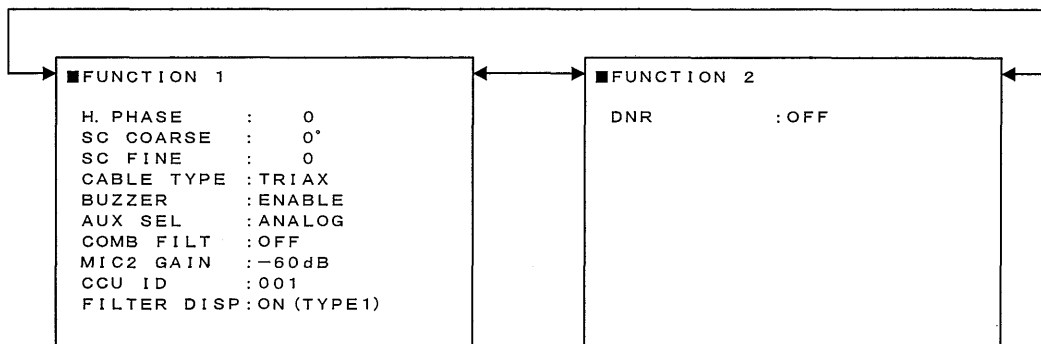 ■FUNCTION 1
H. PHASE : 0
SC COARSE : 0°
SC FINE : 0
CABLE TYPE :TRIAX
BUZZER :ENABLE
AUX SEL :ANALOG
COMB FILT :OFF
MIC2 GAIN :−60dB
CCU ID :001
FILTER DISP:ON(TYPE1)
■FUNCTION 2
DNR :OFF